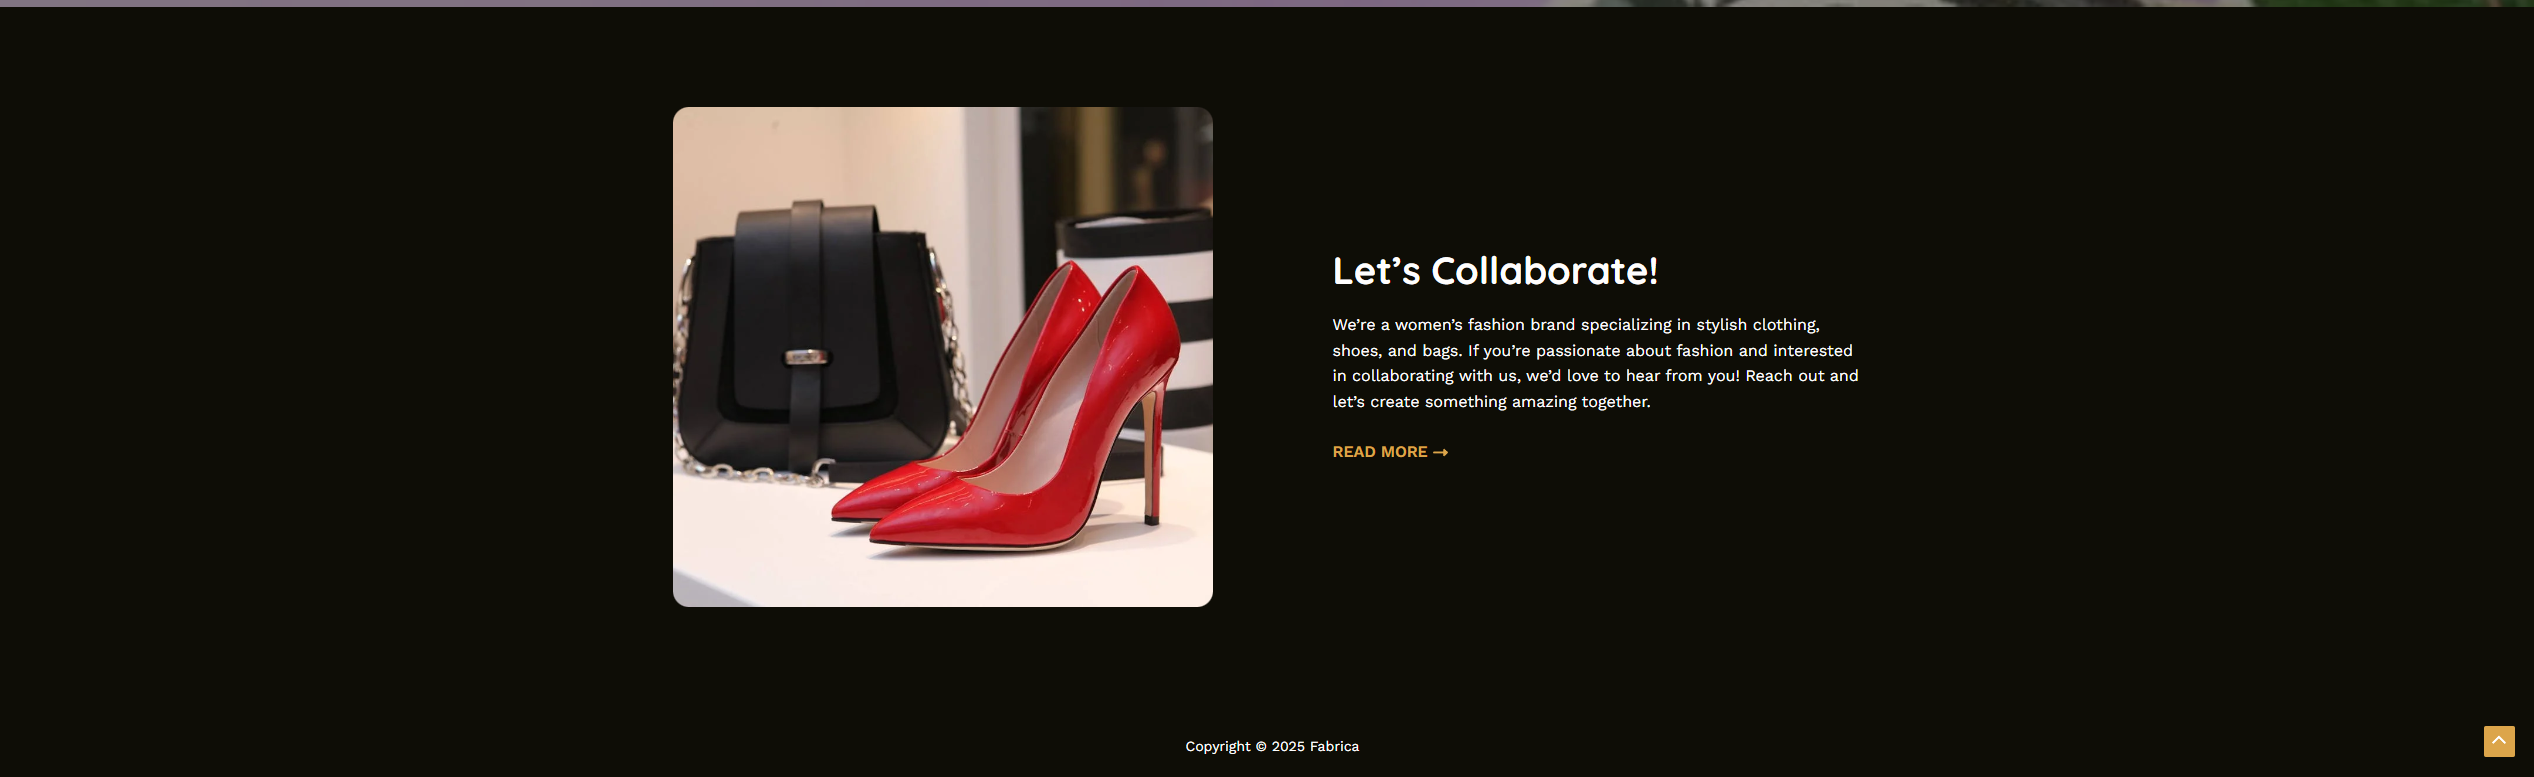 Let’s Collaborate!
We’re a women’s fashion brand specializing in stylish clothing,
shoes, and bags. If you’re passionate about fashion and interested
in collaborating with us, we’d love to hear from you! Reach out and
let’s create something amazing together.
READ MORE →
Copyright © 2025 Fabrica